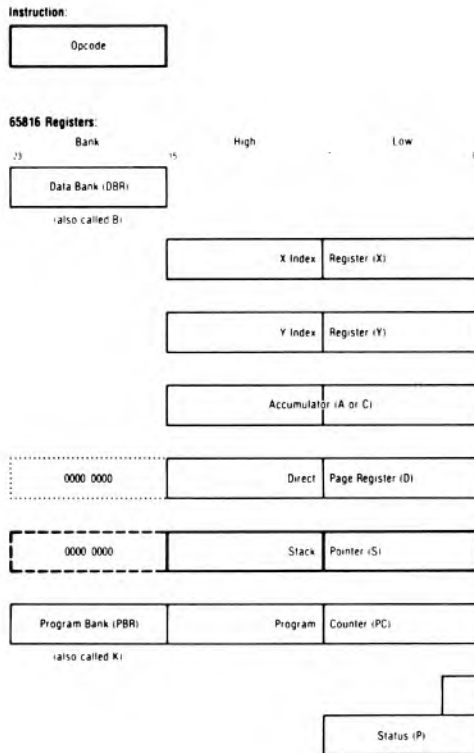 Instruction:
Opcode
65816 Registers:
Bank High Low
23 15
Data Bank (DBR)
(also called B)
X Index Register (X)
Y Index Register (Y)
Accumulator (A or C)
0000 0000 Direct Page Register (D)
0000 0000 Stack Pointer (S)
Program Bank (PBR) Program Counter (PC)
(also called K)
Status (P)